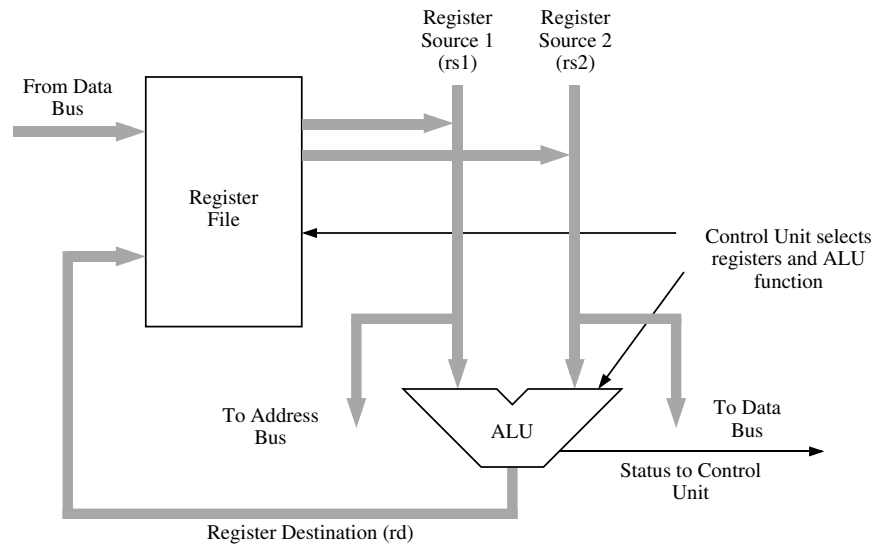 Register
Source 1
(rs1)
Register
Source 2
(rs2)
From Data
Bus
Register
File
Control Unit selects
registers and ALU
function
To Address
Bus
ALU
To Data
Bus
Status to Control
Unit
Register Destination (rd)